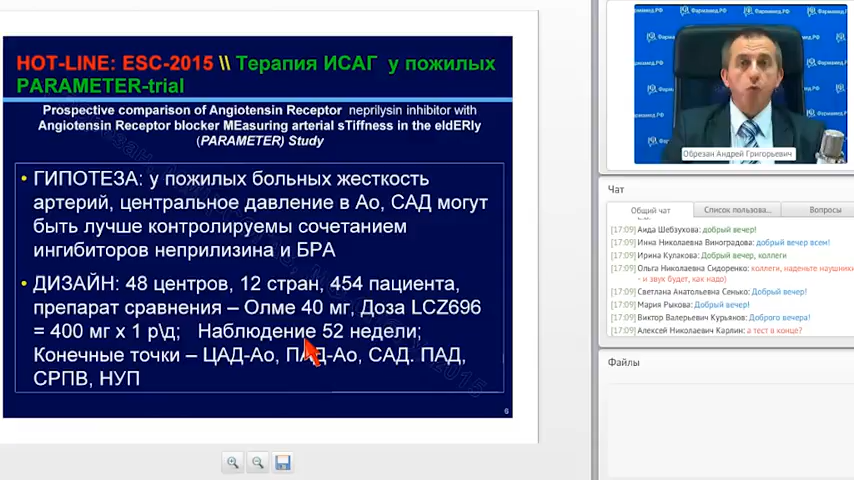 HOT-LINE: ESC-2015 \\ Терапия ИСАГ у пожилых
PARAMETER-trial
Prospective comparison of Angiotensin Receptor neprilysin inhibitor with
Angiotensin Receptor blocker MEasuring arterial sTiffness in the eldERly
(PARAMETER) Study
• ГИПОТЕЗА: у пожилых больных жесткость
артерий, центральное давление в Ао, САД могут
быть лучше контролируемы сочетанием
ингибиторов неприлизина и БРА
• ДИЗАЙН: 48 центров, 12 стран, 454 пациента,
препарат сравнения – Олме 40 мг, Доза LCZ696
= 400 мг х 1 р\д; Наблюдение 52 недели;
Конечные точки – ЦАД-Ао, ПАД-Ао, САД. ПАД,
СРПВ, НУП
6
Фармамед.РФ
Обрезан Андрей Григорьевич
Чат
Общий чат
Список пользова...
Вопросы
[17:09] Аида Шебзухова: добрый вечер!
[17:09] Инна Николаевна Виноградова: добрый вечер всем!
[17:09] Ирина Кулакова: Добрый вечер, коллеги
[17:09] Ольга Николаевна Сидоренко: коллеги, наденьте наушники
- и звук будет, как надо)
[17:09] Светлана Анатольевна Сенько: Добрый вечер!
[17:09] Мария Рыкова: Добрый вечер!
[17:09] Виктор Валерьевич Курьянов: Доброго вечера!
[17:09] Алексей Николаевич Карлин: а тест в конце?
Файлы